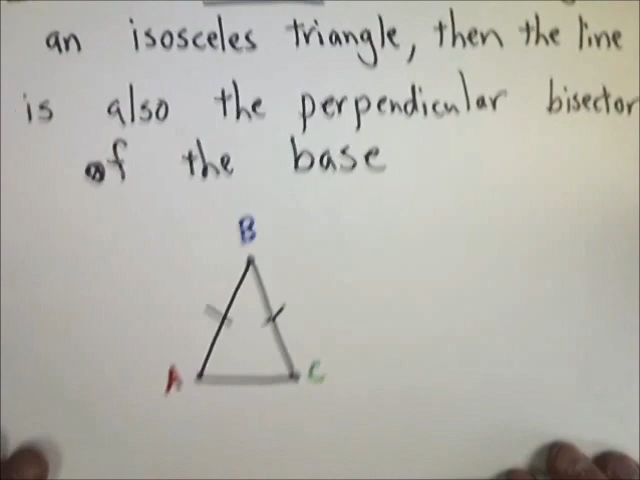 an isosceles triangle, then the line
is also the perpendicular bisector
of the base
B
A
C